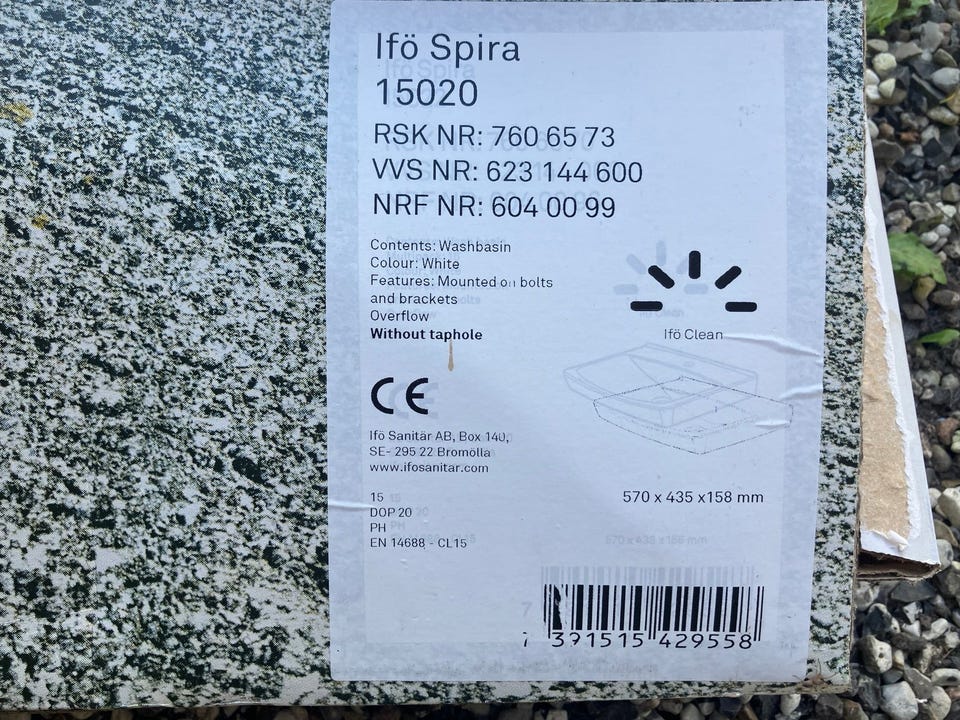 Ifö Spira
15020
RSK NR: 760 65 73
VVS NR: 623 144 600
NRF NR: 604 00 99
Contents: Washbasin
Colour: White
Features: Mounted on bolts
and brackets
Overflow
Without taphole
Ifö Clean
CE
Ifö Sanitär AB, Box 140,
SE- 295 22 Bromölla
www.ifosanitar.com
15
DOP 20
PH
EN 14688 - CL15
570 x 435 x 158 mm
7 391515 429558